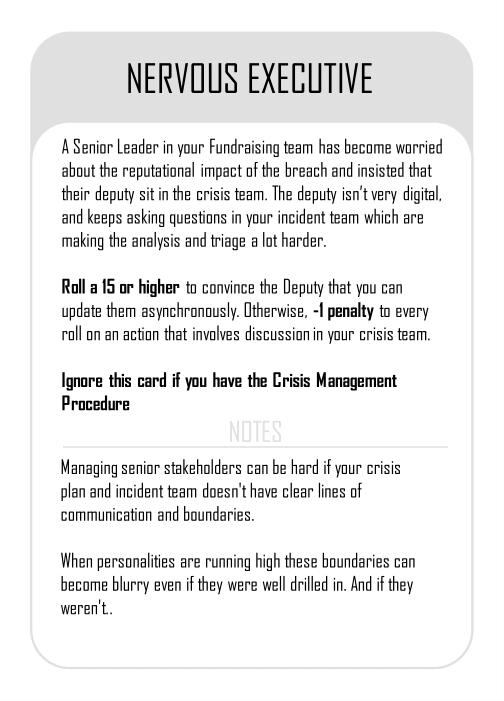 NERVOUS EXECUTIVE
A Senior Leader in your Fundraising team has become worried
about the reputational impact of the breach and insisted that
their deputy sit in the crisis team. The deputy isn’t very digital,
and keeps asking questions in your incident team which are
making the analysis and triage a lot harder.
Roll a 15 or higher to convince the Deputy that you can
update them asynchronously. Otherwise, -1 penalty to every
roll on an action that involves discussion in your crisis team.
Ignore this card if you have the Crisis Management
Procedure
NOTES
Managing senior stakeholders can be hard if your crisis
plan and incident team doesn't have clear lines of
communication and boundaries.
When personalities are running high these boundaries can
become blurry even if they were well drilled in. And if they
weren't..